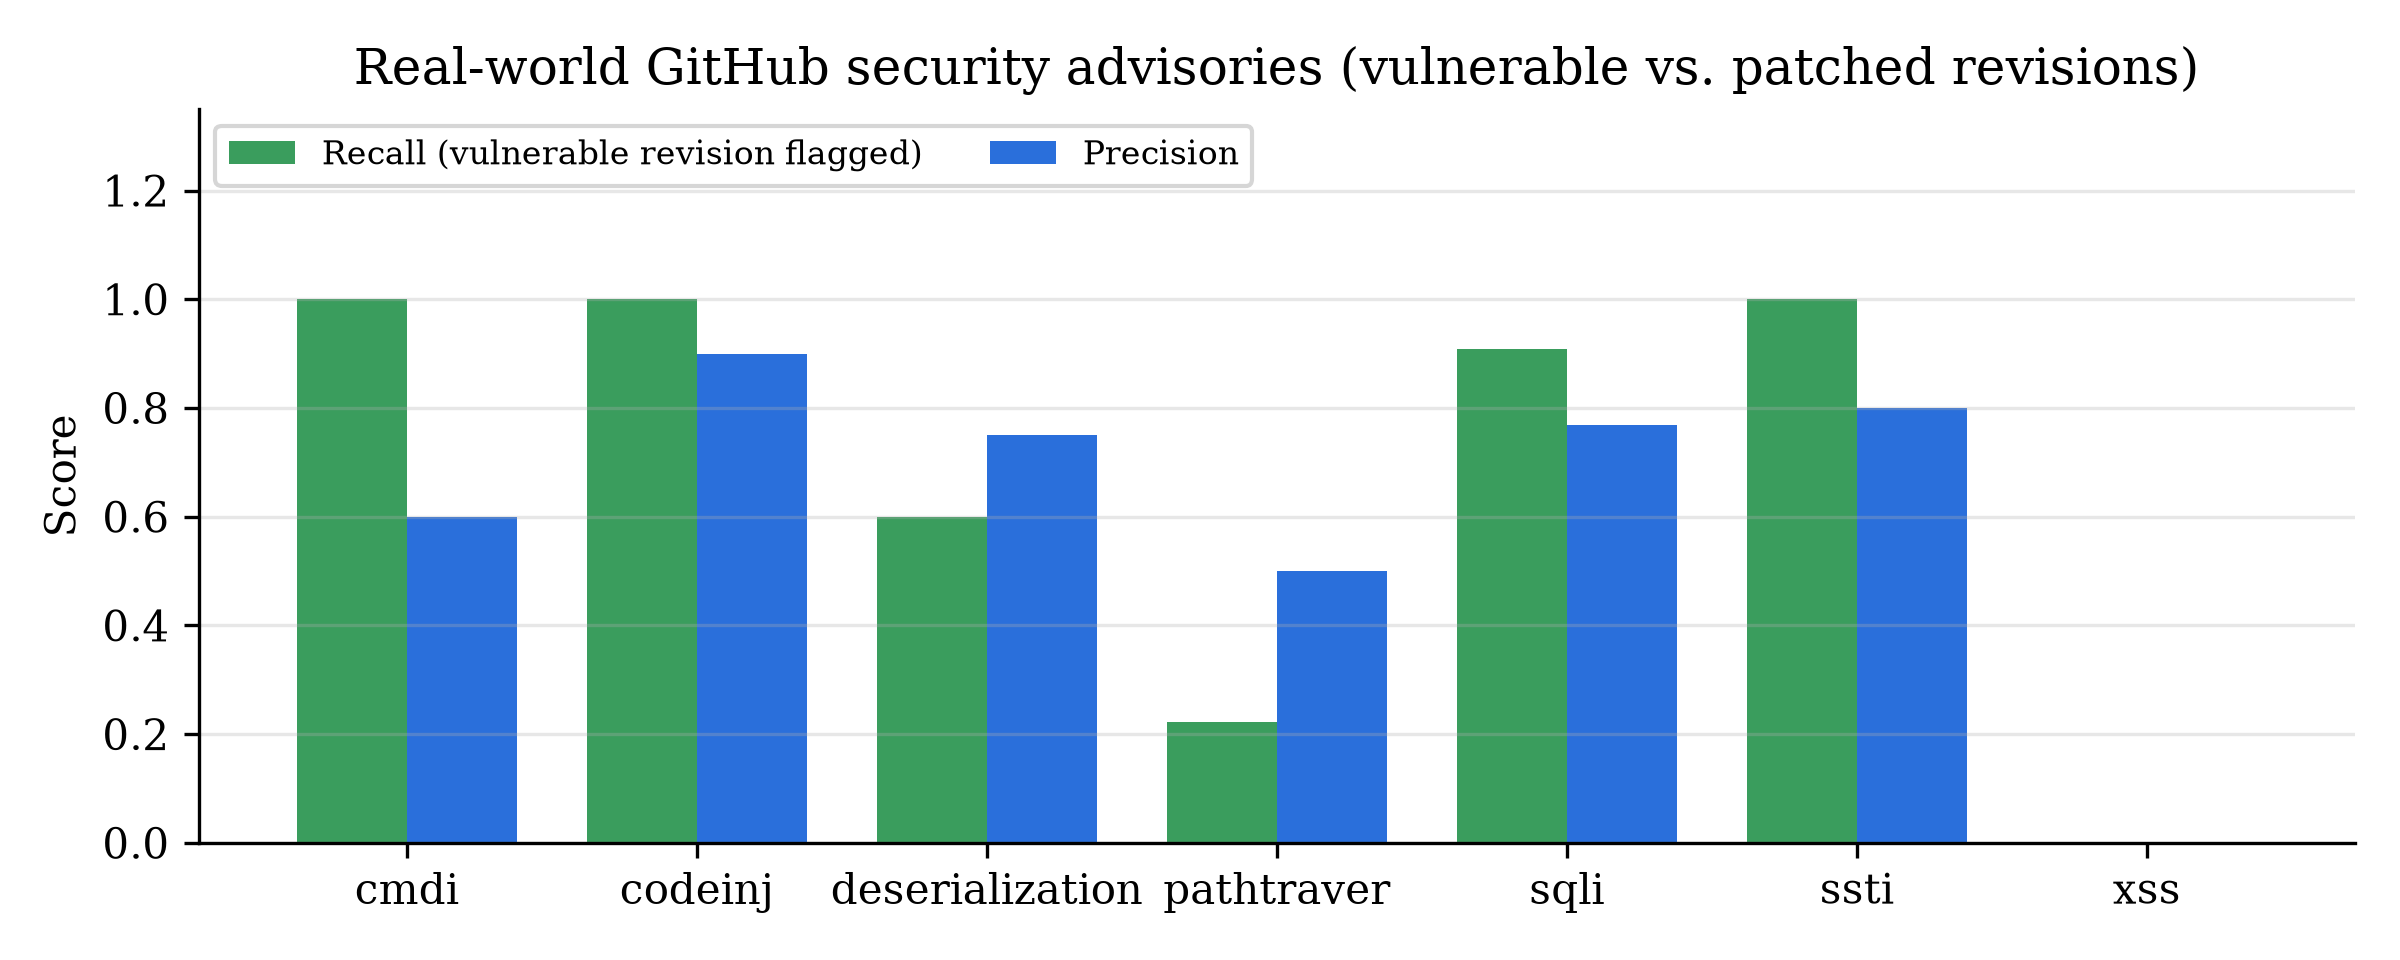 Real-world GitHub security advisories (vulnerable vs. patched revisions)
Recall (vulnerable revision flagged) Precision
1.2
1.0
0.8
0.6
0.4
0.2
0.0
Score
cmdi codeinj deserialization pathtraver sqli ssti xss